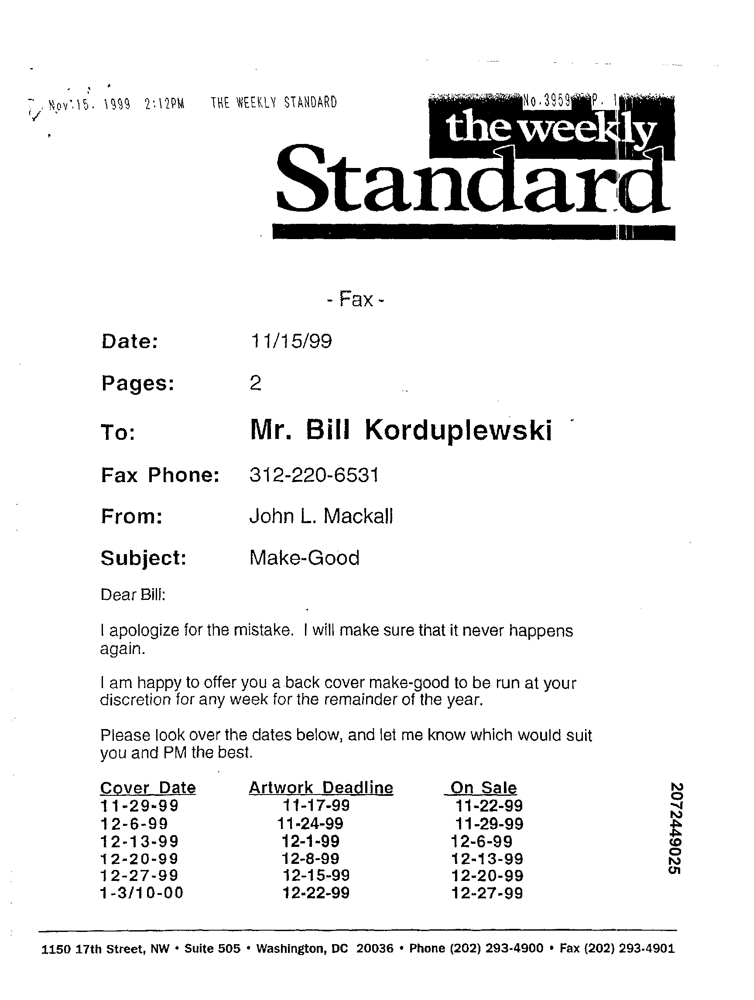 Nov.15. 1999 2:12PM THE WEEKLY STANDARD No.3959 P. 1
the weekly
Standard
- Fax -
Date: 11/15/99
Pages: 2
To: Mr. Bill Korduplewski
Fax Phone: 312-220-6531
From: John L. Mackall
Subject: Make-Good
Dear Bill:
I apologize for the mistake. I will make sure that it never happens
again.
I am happy to offer you a back cover make-good to be run at your
discretion for any week for the remainder of the year.
Please look over the dates below, and let me know which would suit
you and PM the best.
Cover Date Artwork Deadline On Sale
11-29-99 11-17-99 11-22-99
12-6-99 11-24-99 11-29-99
12-13-99 12-1-99 12-6-99
12-20-99 12-8-99 12-13-99
12-27-99 12-15-99 12-20-99
1-3/10-00 12-22-99 12-27-99
2072449025
1150 17th Street, NW • Suite 505 • Washington, DC 20036 • Phone (202) 293-4900 • Fax (202) 293-4901